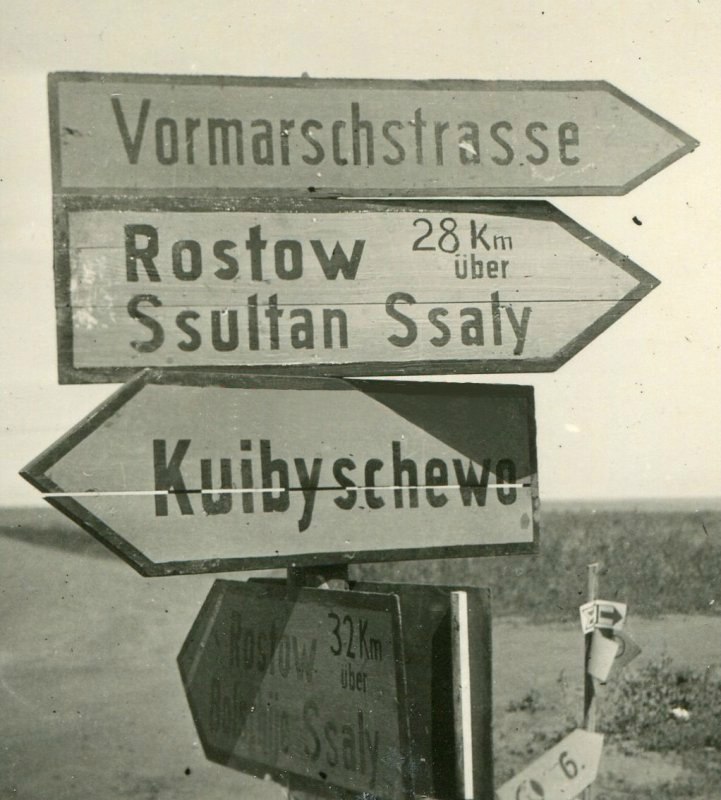 Vormarschstrasse
Rostow 28 Km
über
Ssultan Ssaly
Kuibyschewo
Rostow 32 Km
über
Ssaly
6.